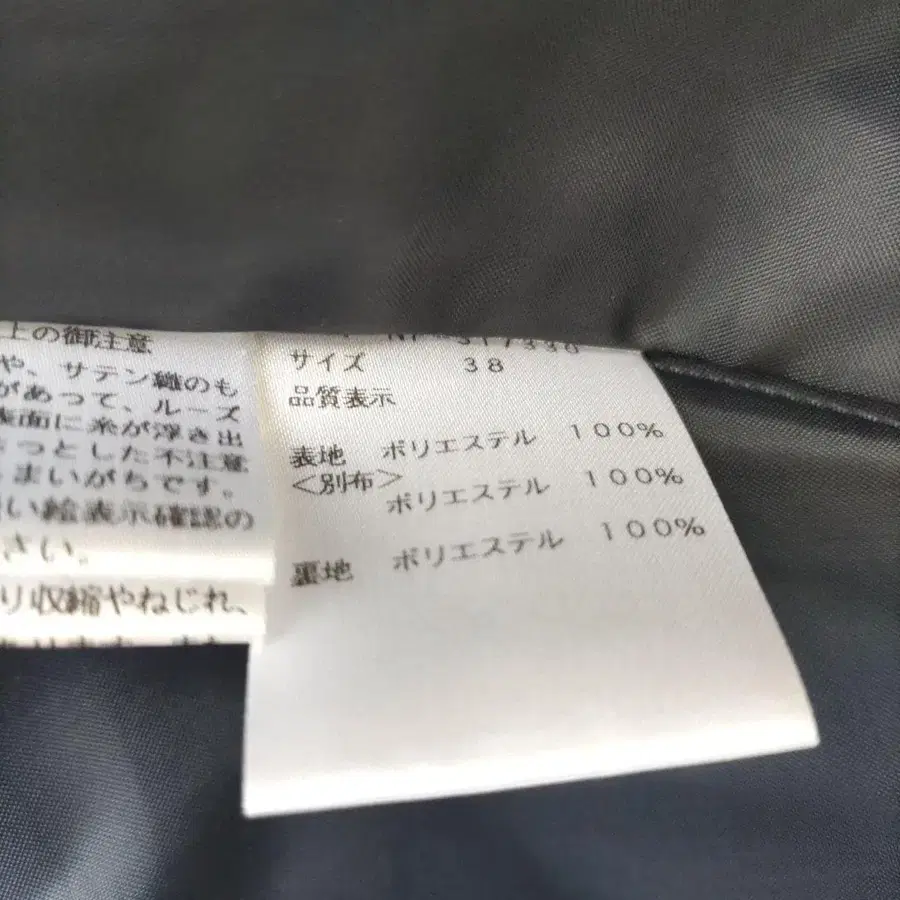 上の御注意
や、サテン織のも
があって、ルーズ
表面に糸が浮き出
っとした不注意
まいがちです。
い絵表示確認の
さい。
り収縮やねじれ、
サイズ 38
品質表示
表地 ポリエステル 100%
<別布>
ポリエステル 100%
裏地 ポリエステル 100%